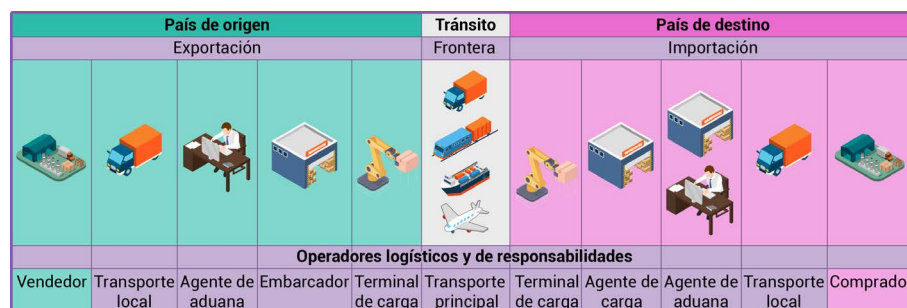 País de origen Tránsito País de destino
Exportación Frontera Importación
Operadores logísticos y de responsabilidades
Vendedor Transporte Agente de Embarcador Terminal Transporte Terminal Agente de Agente de Transporte Comprado
local aduana de carga principal de carga carga aduana local